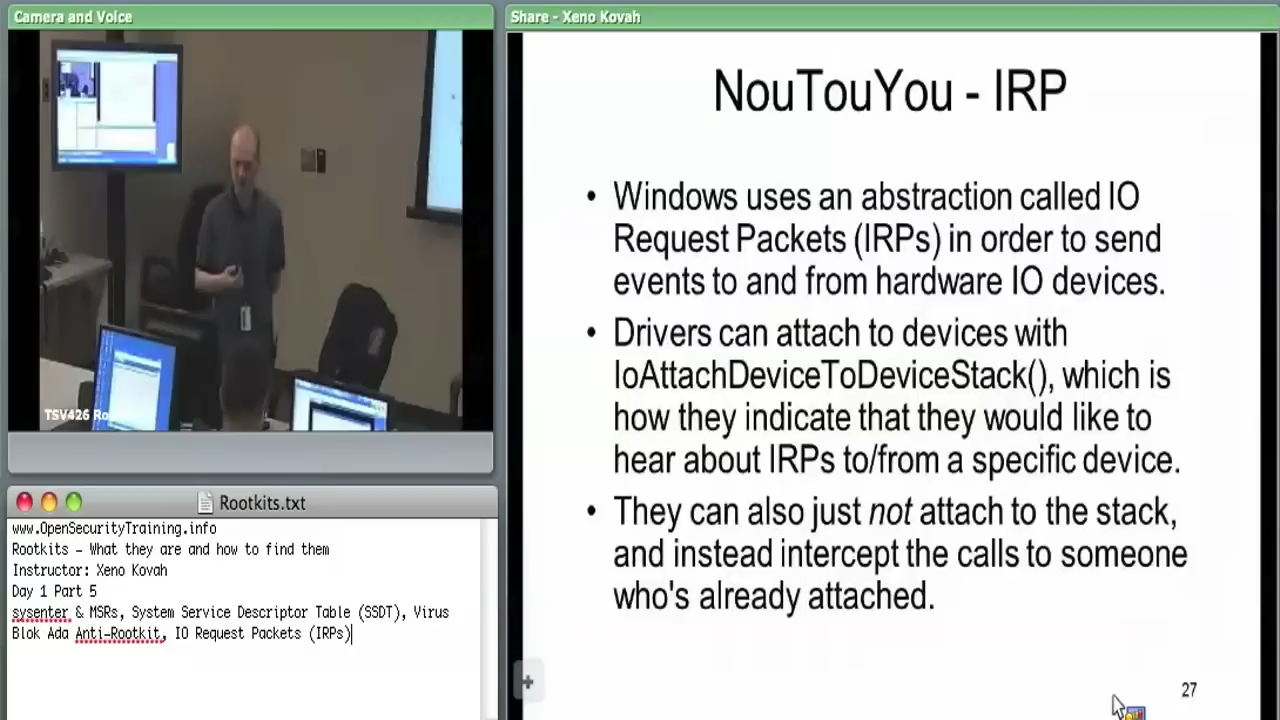 Camera and Voice
TSV426
www.OpenSecurityTraining.info
Rootkits - What they are and how to find them
Instructor: Xeno Kovah
Day 1 Part 5
sysenter & MSRs, System Service Descriptor Table (SSDT), Virus
Blok Ada Anti-Rootkit, IO Request Packets (IRPs)
Rootkits.txt
Share - Xeno Kovah
NouTouYou - IRP
• Windows uses an abstraction called IO
Request Packets (IRPs) in order to send
events to and from hardware IO devices.
• Drivers can attach to devices with
IoAttachDeviceToDeviceStack(), which is
how they indicate that they would like to
hear about IRPs to/from a specific device.
• They can also just not attach to the stack,
and instead intercept the calls to someone
who's already attached.
27